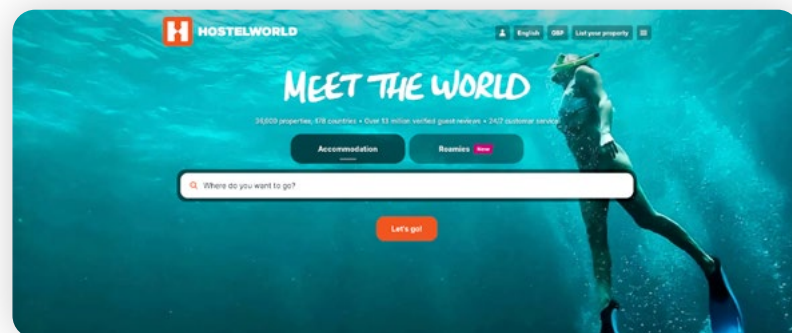 HOSTELWORLD
English GBP List your property
MEET THE WORLD
properties, 178 countries • Over 13 million verified guest reviews • 24/7 customer service
Accommodation
Roamies New
Where do you want to go?
Let's go!